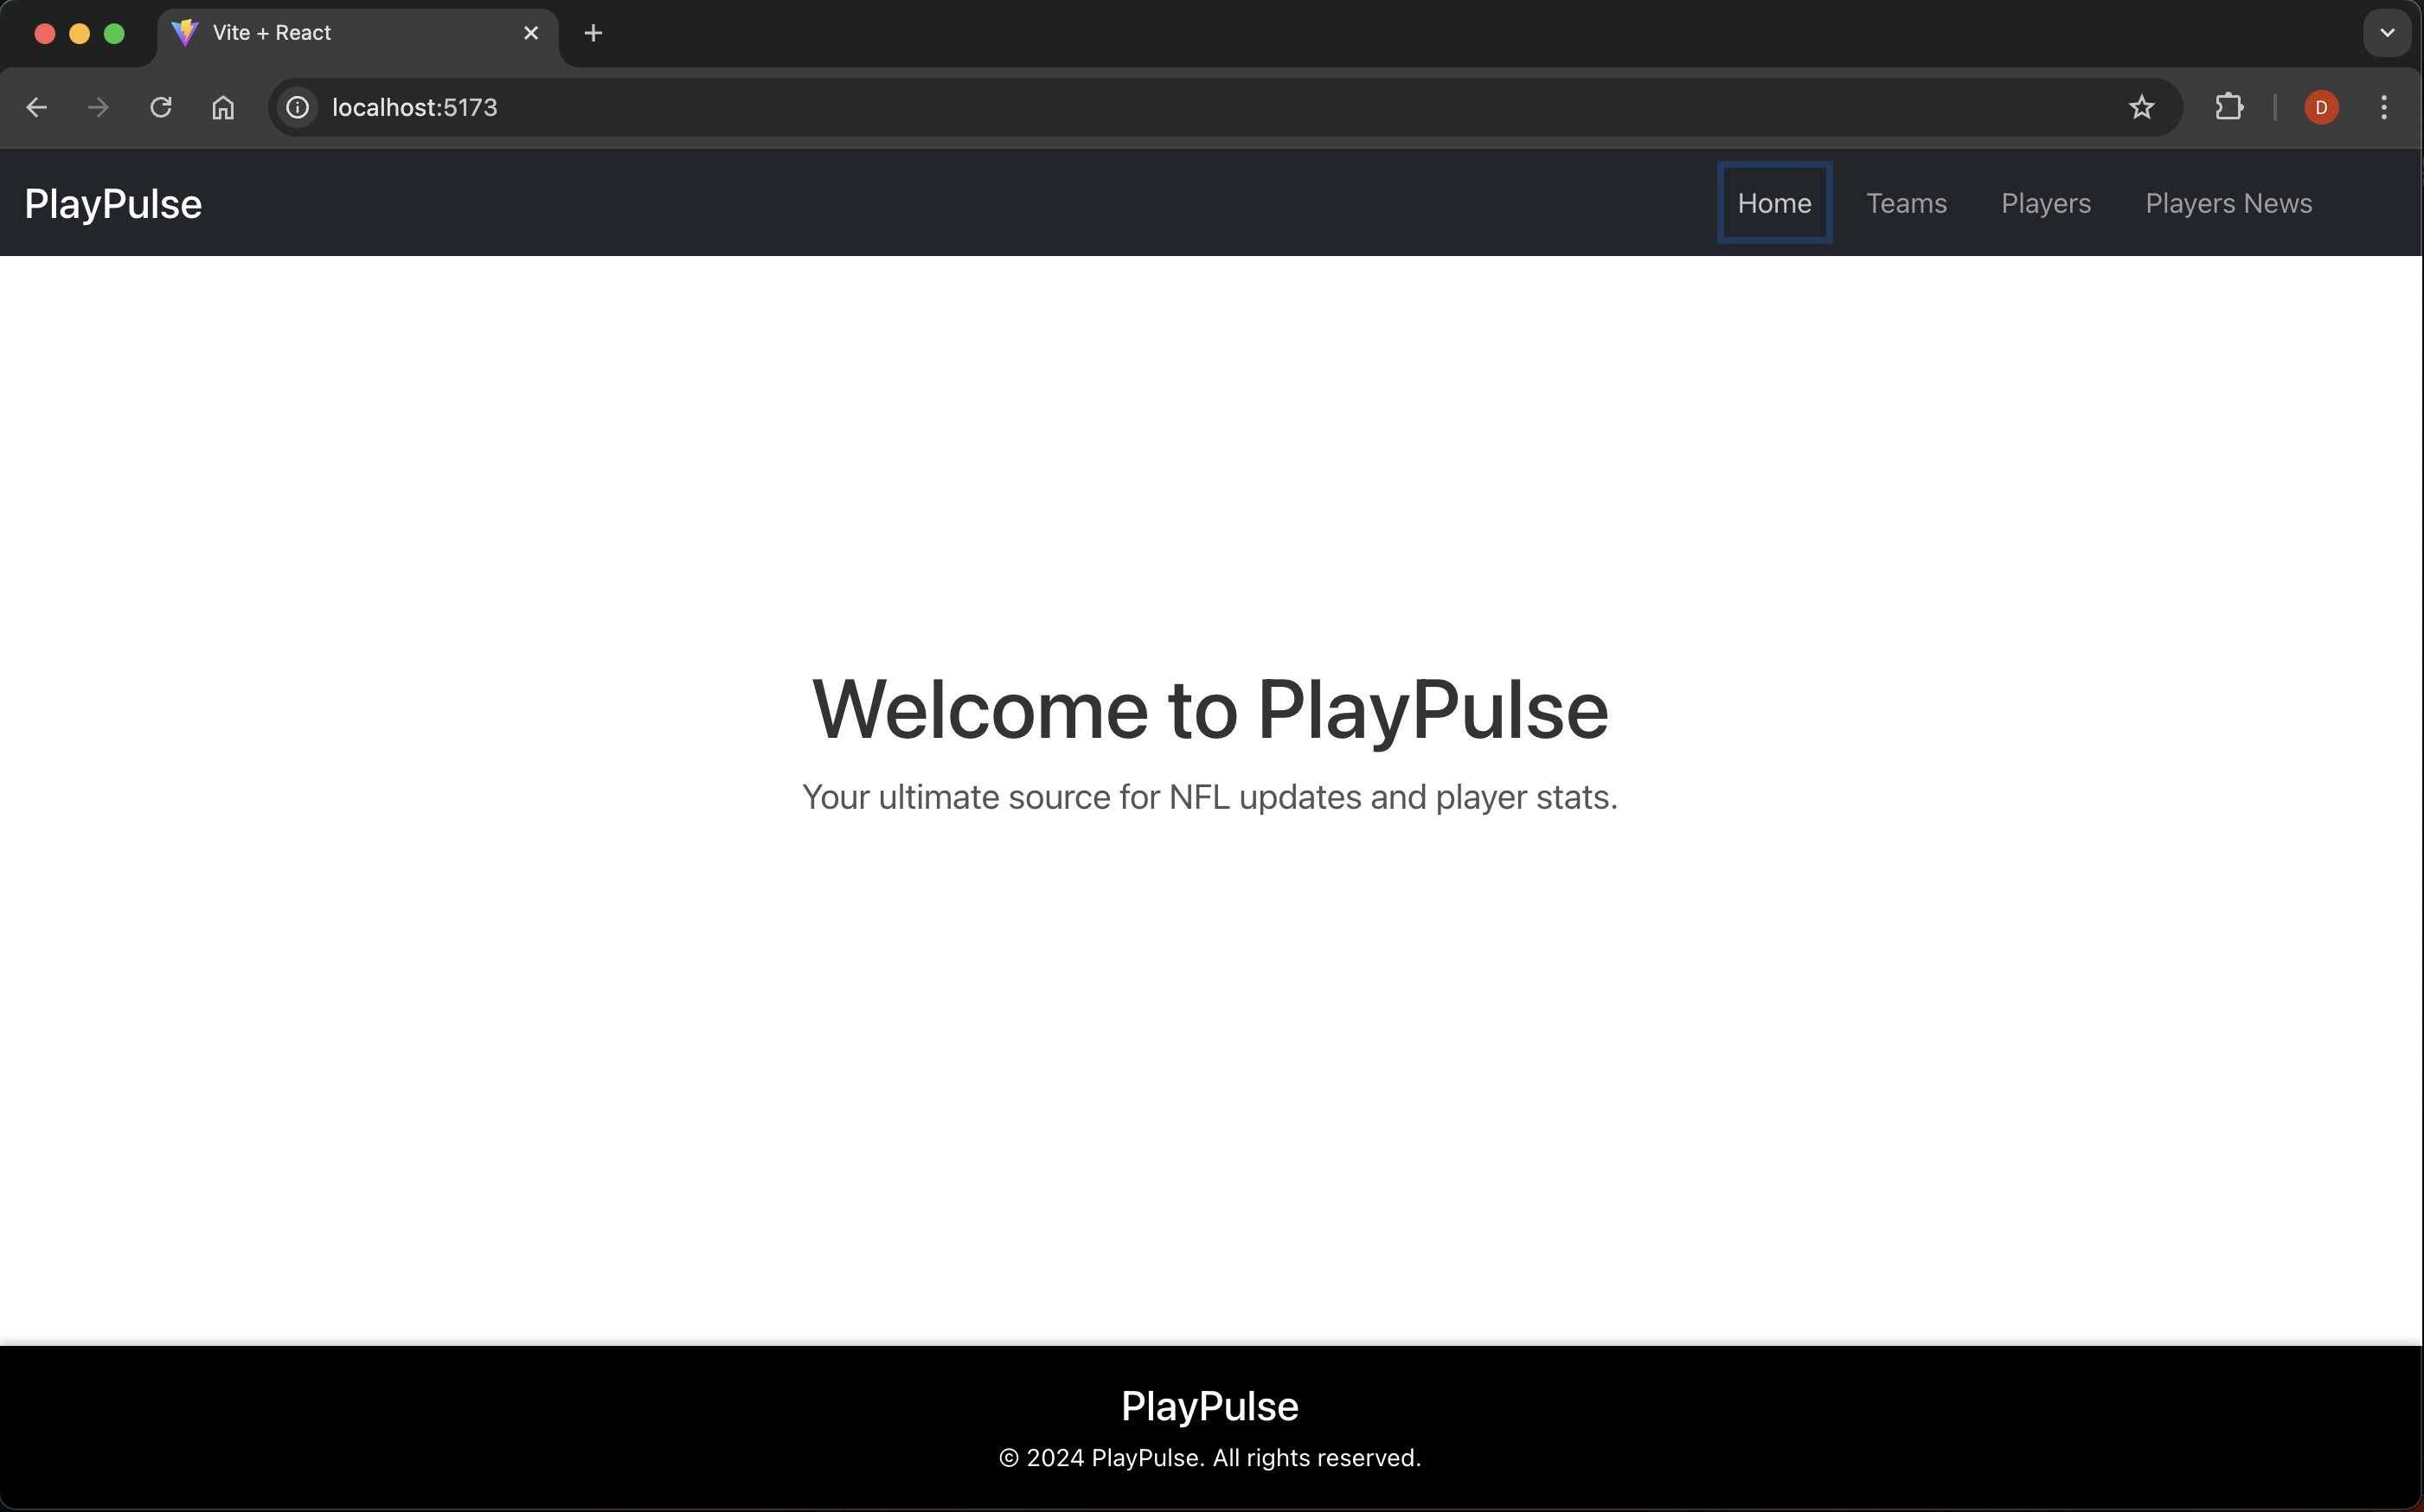 Vite + React
localhost:5173
D
PlayPulse
Home Teams Players Players News
Welcome to PlayPulse
Your ultimate source for NFL updates and player stats.
PlayPulse
© 2024 PlayPulse. All rights reserved.